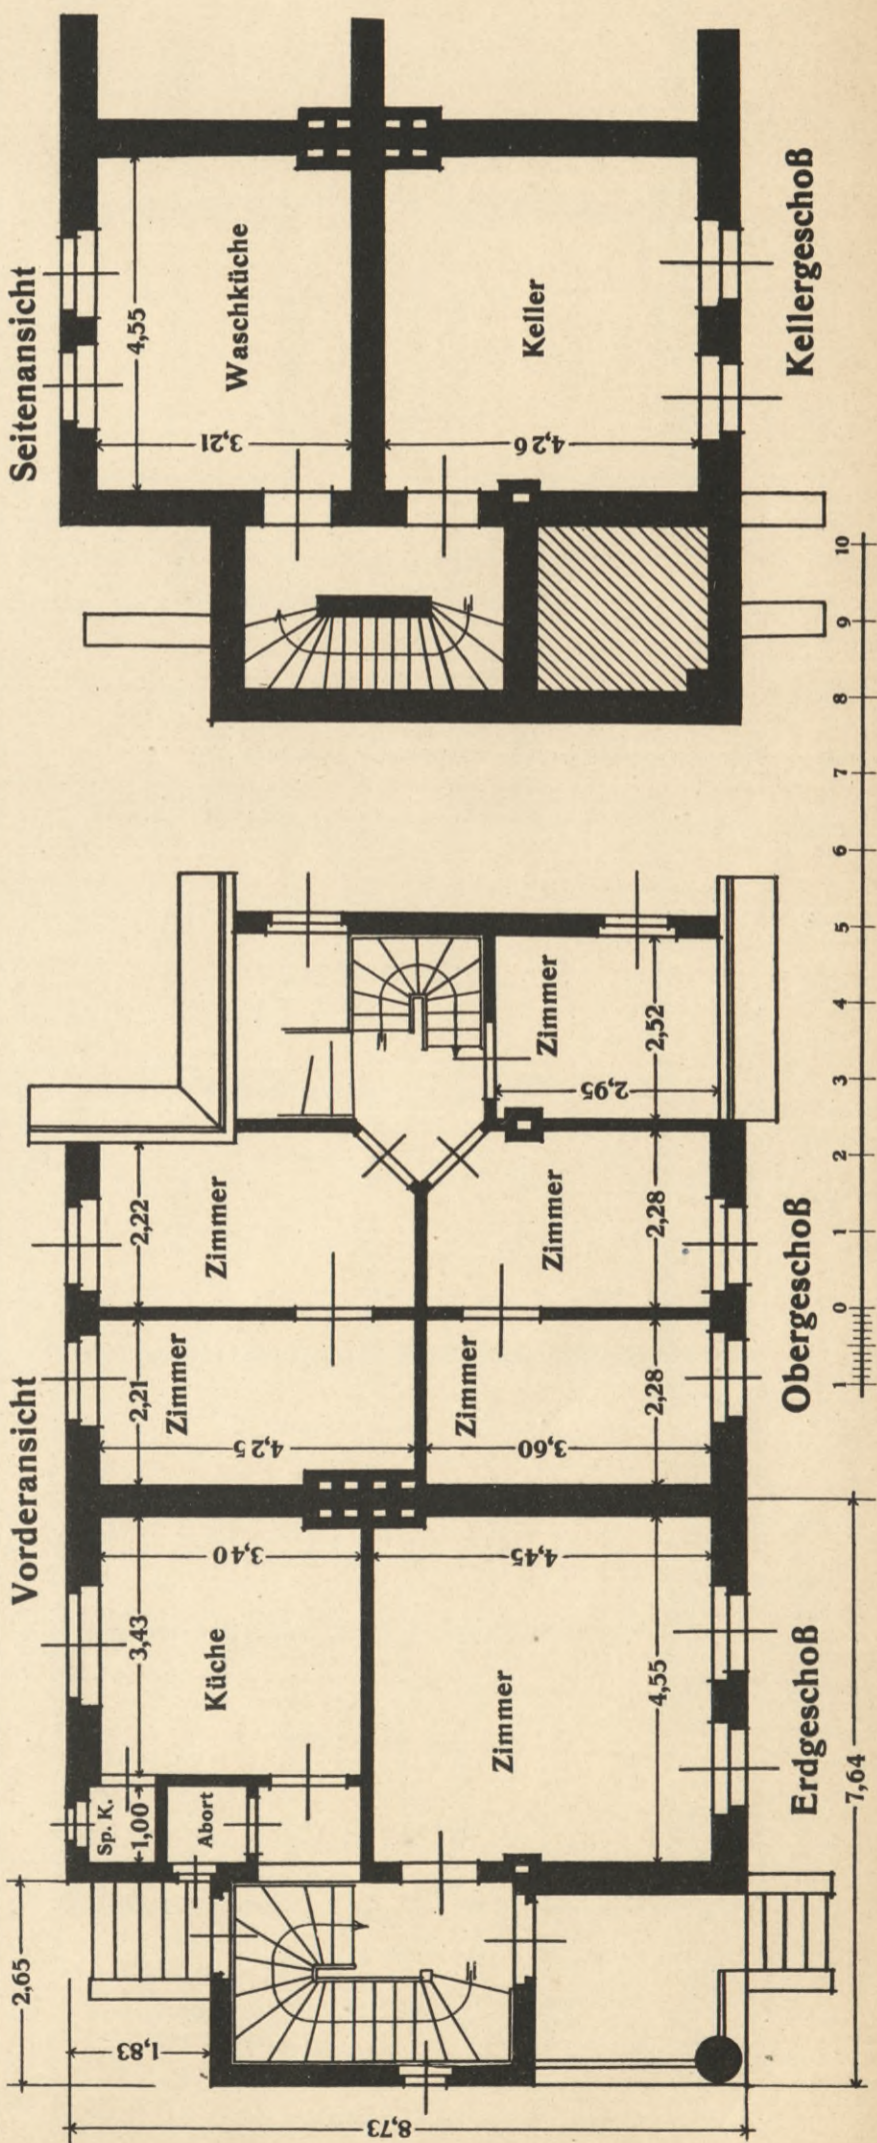 Vorderansicht
Seitenansicht
2,65
1,83
8,73
Sp. K.
1,00
Abort
3,43
Küche
3,40
Zimmer
4,45
4,55
Erdgeschoß
7,64
2,21
Zimmer
4,25
2,22
Zimmer
Zimmer
3,60
2,28
Zimmer
2,28
Zimmer
2,95
2,52
Obergeschoß
4,55
Waschküche
3,21
Keller
4,26
Kellergeschoß
1 0 1 2 3 4 5 6 7 8 9 10